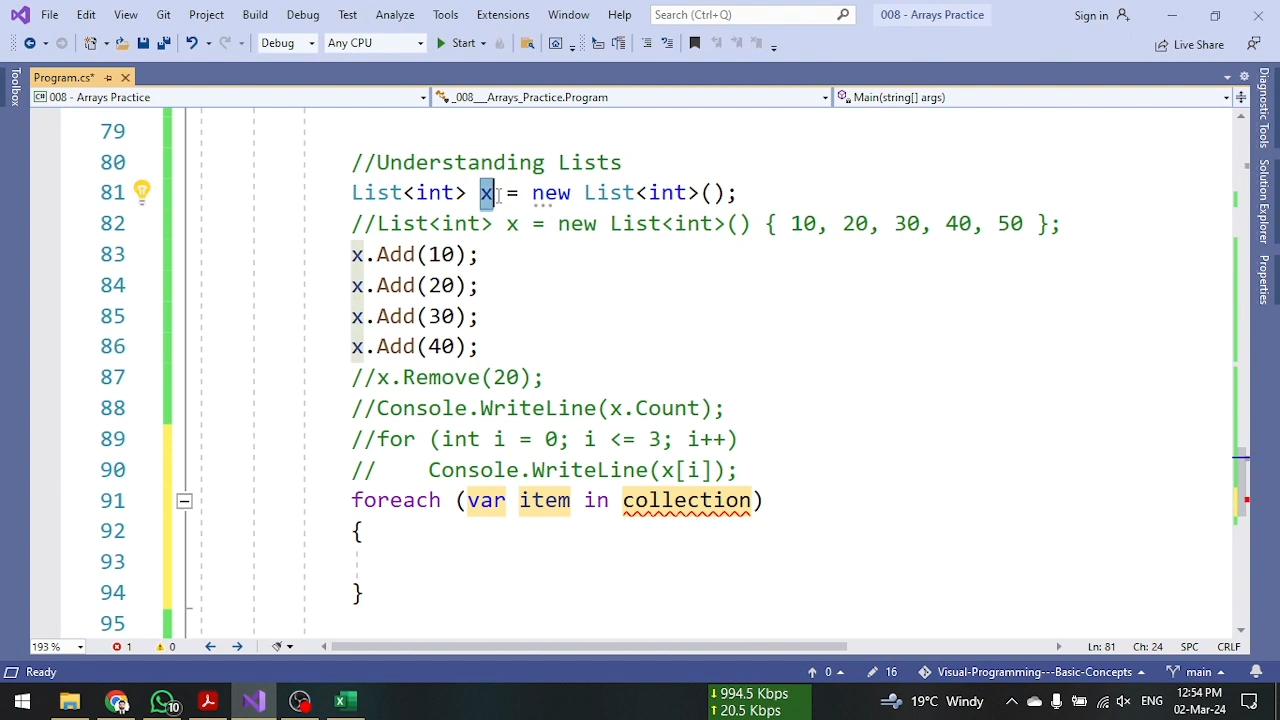 File Edit View Git Project Build Debug Test Analyze Tools Extensions Window Help Search (Ctrl+Q) 008 - Arrays Practice Sign in
Debug Any CPU Start Live Share
Toolbox
Program.cs*
008 - Arrays Practice _008___Arrays_Practice.Program Main(string[] args)
79
80 //Understanding Lists
81 List<int> x = new List<int>();
82 //List<int> x = new List<int>() { 10, 20, 30, 40, 50 };
83 x.Add(10);
84 x.Add(20);
85 x.Add(30);
86 x.Add(40);
87 //x.Remove(20);
88 //Console.WriteLine(x.Count);
89 //for (int i = 0; i <= 3; i++)
90 //    Console.WriteLine(x[i]);
91 foreach (var item in collection)
92 {
93
94 }
95
Diagnostic Tools
Solution Explorer
Properties
193 % 1 0 Ln: 81 Ch: 24 SPC CRLF
Ready 0 16 Visual-Programming---Basic-Concepts main
10 994.5 Kbps 19°C Windy ENG 12:54 PM
20.5 Kbps 02-Mar-24